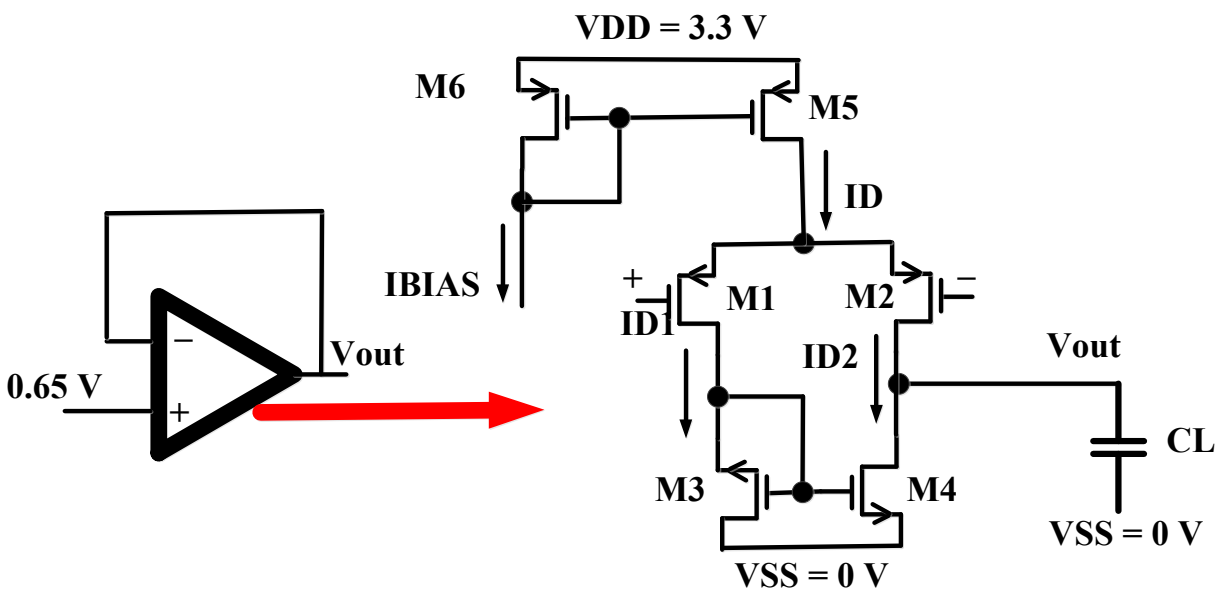 VDD = 3.3 V
M6
M5
ID
IBIAS
+
M1
M2
−
ID1
ID2
Vout
Vout
−
0.65 V
+
CL
M3
M4
VSS = 0 V
VSS = 0 V